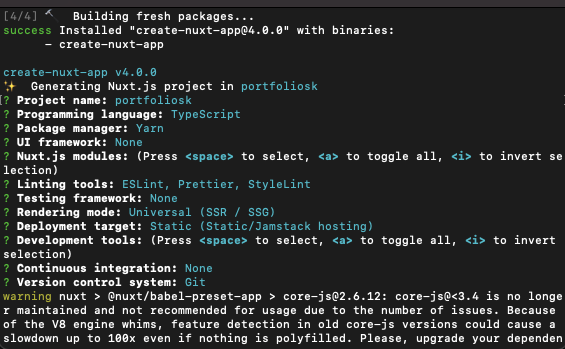 [4/4] 🔨  Building fresh packages...
success Installed "create-nuxt-app@4.0.0" with binaries:
      - create-nuxt-app
create-nuxt-app v4.0.0
✨  Generating Nuxt.js project in portfoliosk
? Project name: portfoliosk
? Programming language: TypeScript
? Package manager: Yarn
? UI framework: None
? Nuxt.js modules: (Press <space> to select, <a> to toggle all, <i> to invert se
lection)
? Linting tools: ESLint, Prettier, StyleLint
? Testing framework: None
? Rendering mode: Universal (SSR / SSG)
? Deployment target: Static (Static/Jamstack hosting)
? Development tools: (Press <space> to select, <a> to toggle all, <i> to invert
selection)
? Continuous integration: None
? Version control system: Git
warning nuxt > @nuxt/babel-preset-app > core-js@2.6.12: core-js@<3.4 is no longe
r maintained and not recommended for usage due to the number of issues. Because
of the V8 engine whims, feature detection in old core-js versions could cause a
slowdown up to 100x even if nothing is polyfilled. Please, upgrade your dependen